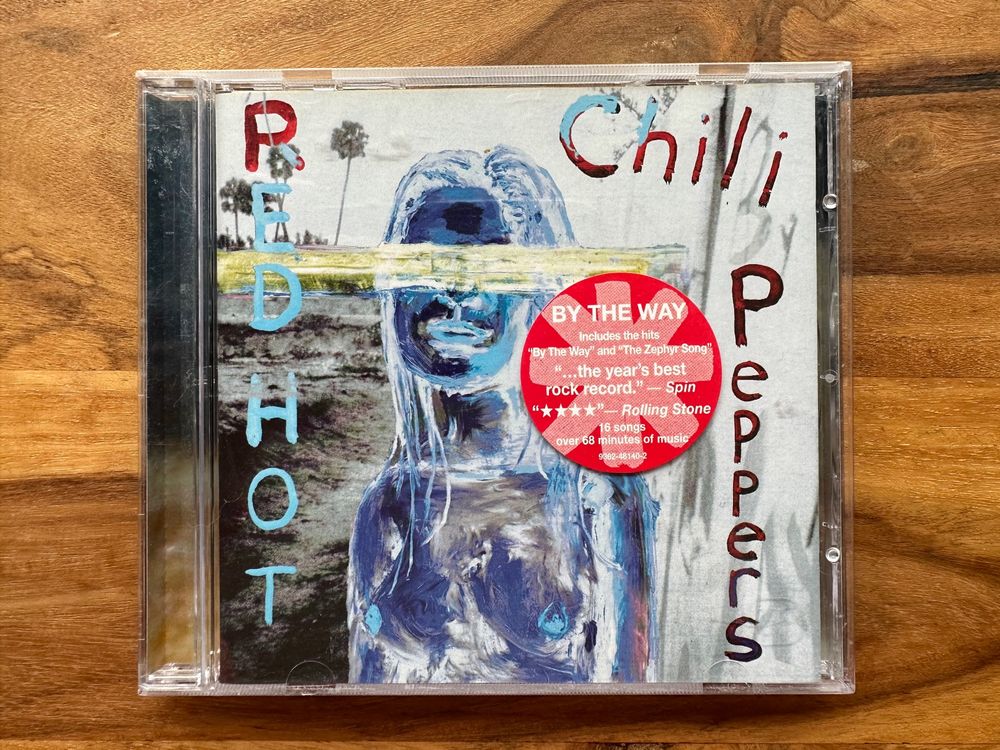 RED HOT
Chili
Peppers
BY THE WAY
Includes the hits
"By The Way" and "The Zephyr Song"
"...the year's best
rock record." — Spin
"★★★★"— Rolling Stone
16 songs
over 68 minutes of music
9362-48140-2